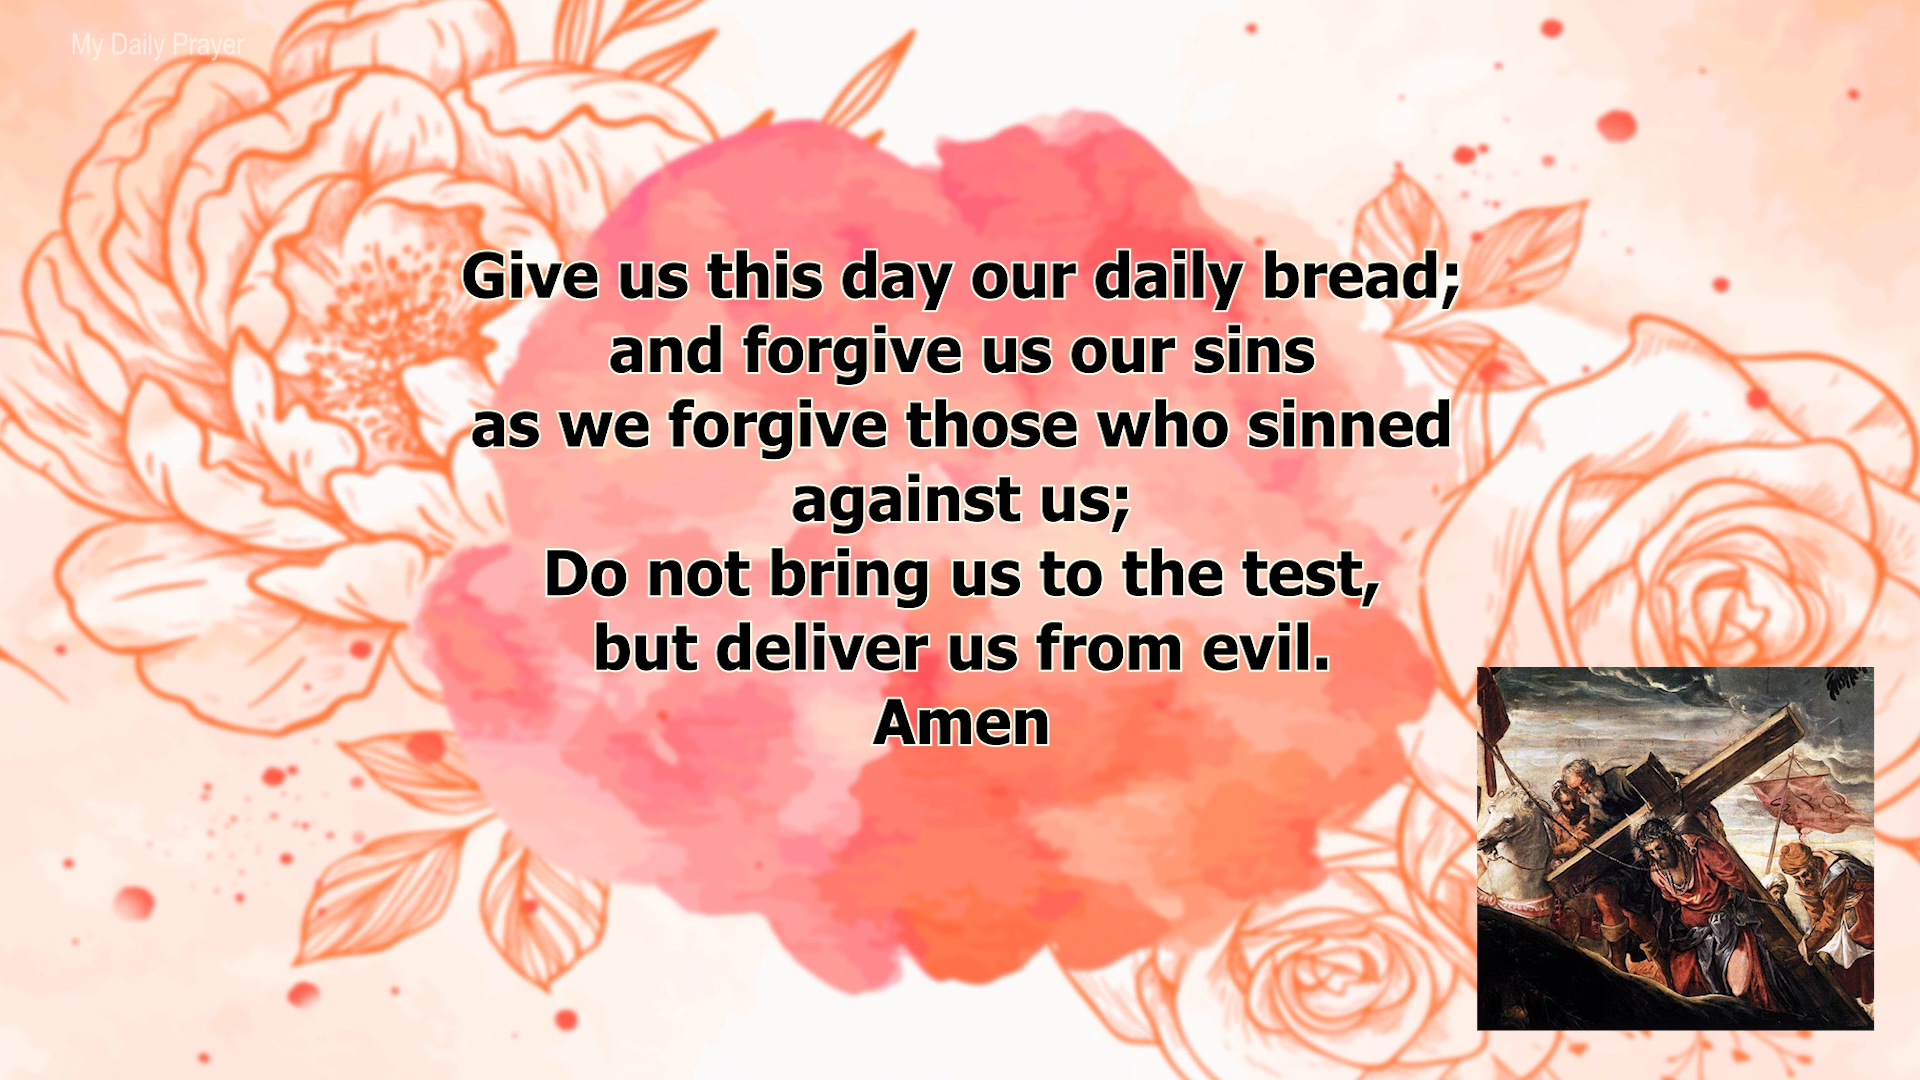 My Daily Prayer
Give us this day our daily bread;
and forgive us our sins
as we forgive those who sinned
against us;
Do not bring us to the test,
but deliver us from evil.
Amen